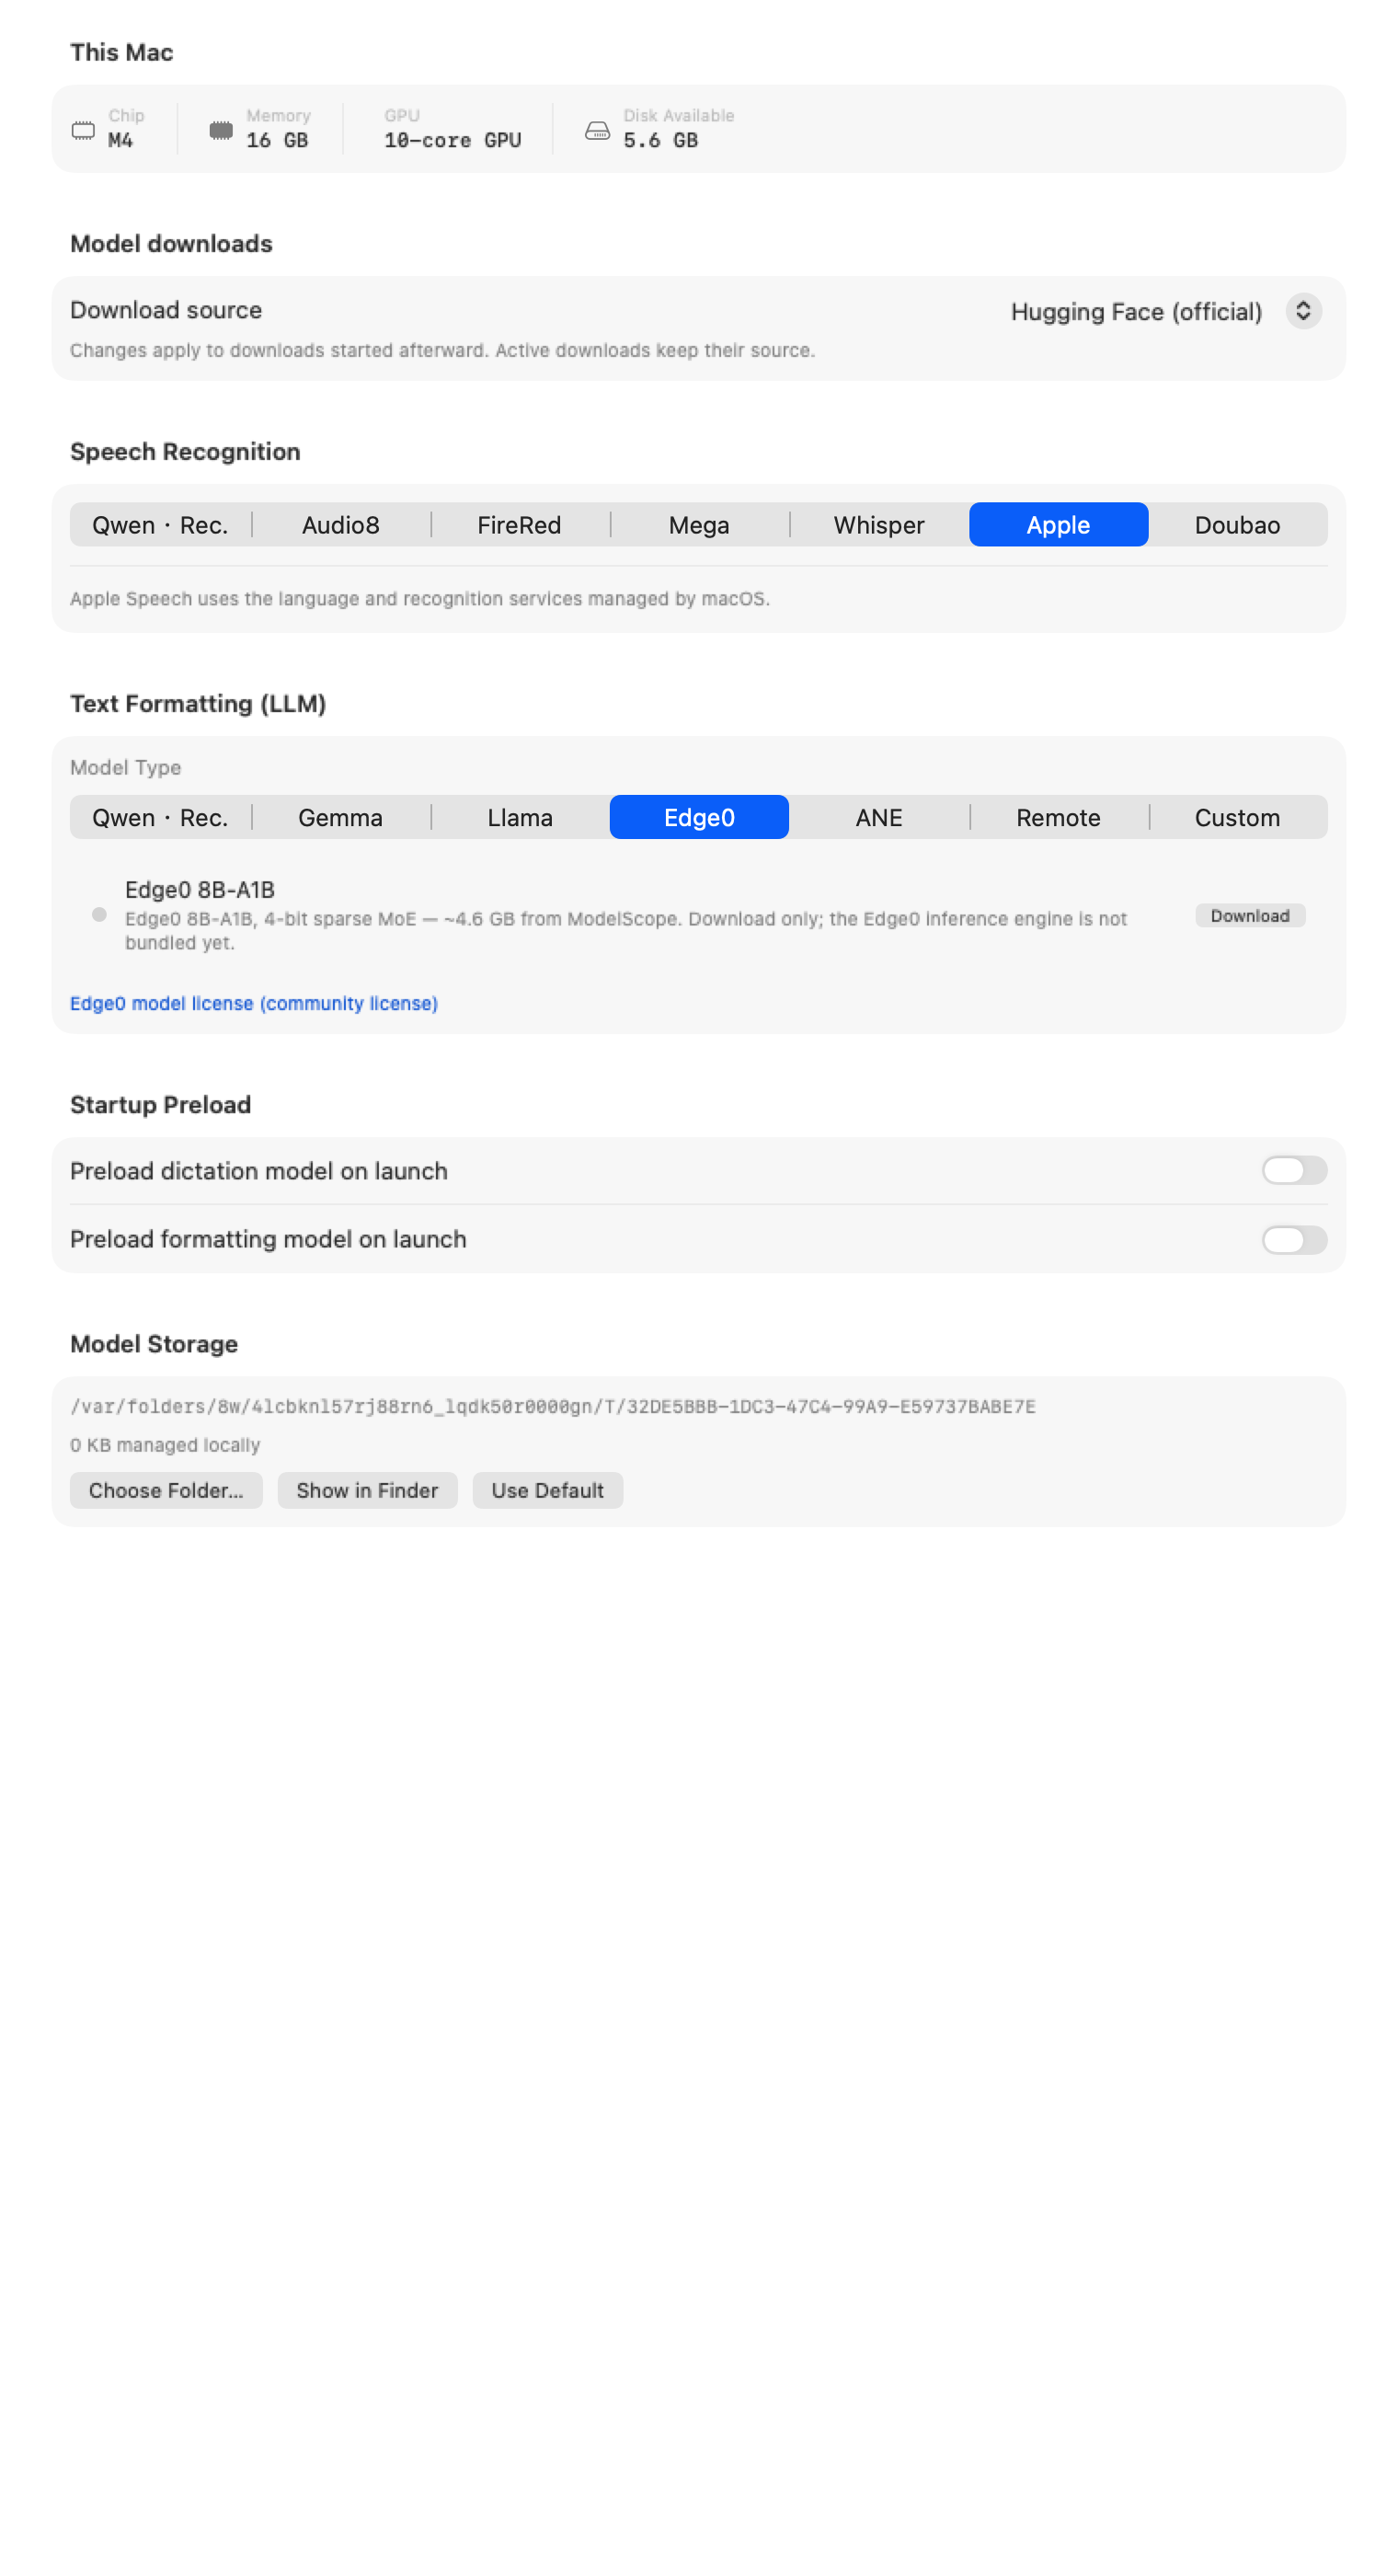 This Mac
Chip
M4
Memory
16 GB
GPU
10-core GPU
Disk Available
5.6 GB
Model downloads
Download source
Hugging Face (official)
Changes apply to downloads started afterward. Active downloads keep their source.
Speech Recognition
Qwen · Rec.
Audio8
FireRed
Mega
Whisper
Apple
Doubao
Apple Speech uses the language and recognition services managed by macOS.
Text Formatting (LLM)
Model Type
Qwen · Rec.
Gemma
Llama
Edge0
ANE
Remote
Custom
Edge0 8B-A1B
Edge0 8B-A1B, 4-bit sparse MoE — ~4.6 GB from ModelScope. Download only; the Edge0 inference engine is not
bundled yet.
Download
Edge0 model license (community license)
Startup Preload
Preload dictation model on launch
Preload formatting model on launch
Model Storage
/var/folders/8w/4lcbknl57rj88rn6_lqdk50r0000gn/T/32DE5BBB-1DC3-47C4-99A9-E59737BABE7E
0 KB managed locally
Choose Folder...
Show in Finder
Use Default